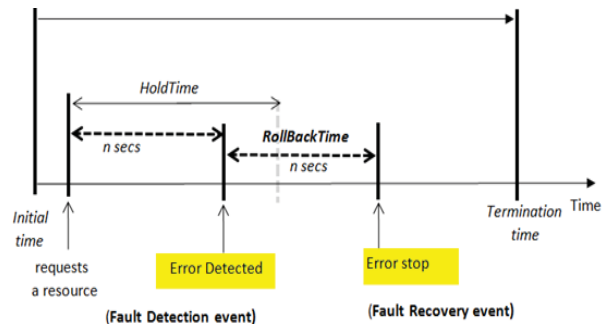 HoldTime
n secs
RollBackTime
n secs
Initial
time
Termination
time
Time
requests
a resource
Error Detected
Error stop
(Fault Detection event)
(Fault Recovery event)